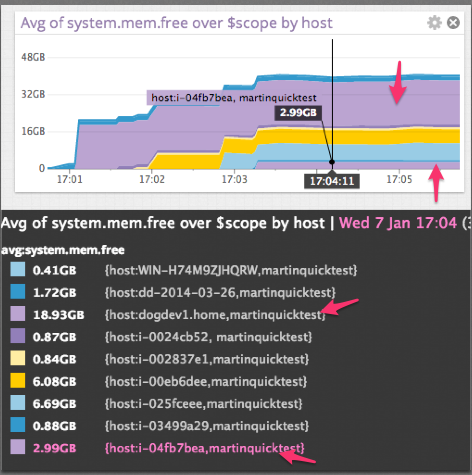 Avg of system.mem.free over $scope by host
48GB
32GB
16GB
0
host:i-04fb7bea, martinquicktest
2.99GB
17:01
17:02
17:03
17:04:11
17:05
Avg of system.mem.free over $scope by host | Wed 7 Jan 17:04 (3
avg:system.mem.free
0.41GB {host:WIN-H74M9ZJHQRW,martinquicktest}
1.72GB {host:dd-2014-03-26,martinquicktest}
18.93GB {host:dogdev1.home,martinquicktest}
0.87GB {host:i-0024cb52, martinquicktest}
0.84GB {host:i-002837e1,martinquicktest}
6.08GB {host:i-00eb6dee,martinquicktest}
6.69GB {host:i-025fceee,martinquicktest}
0.88GB {host:i-03499a29,martinquicktest}
2.99GB {host:i-04fb7bea,martinquicktest}